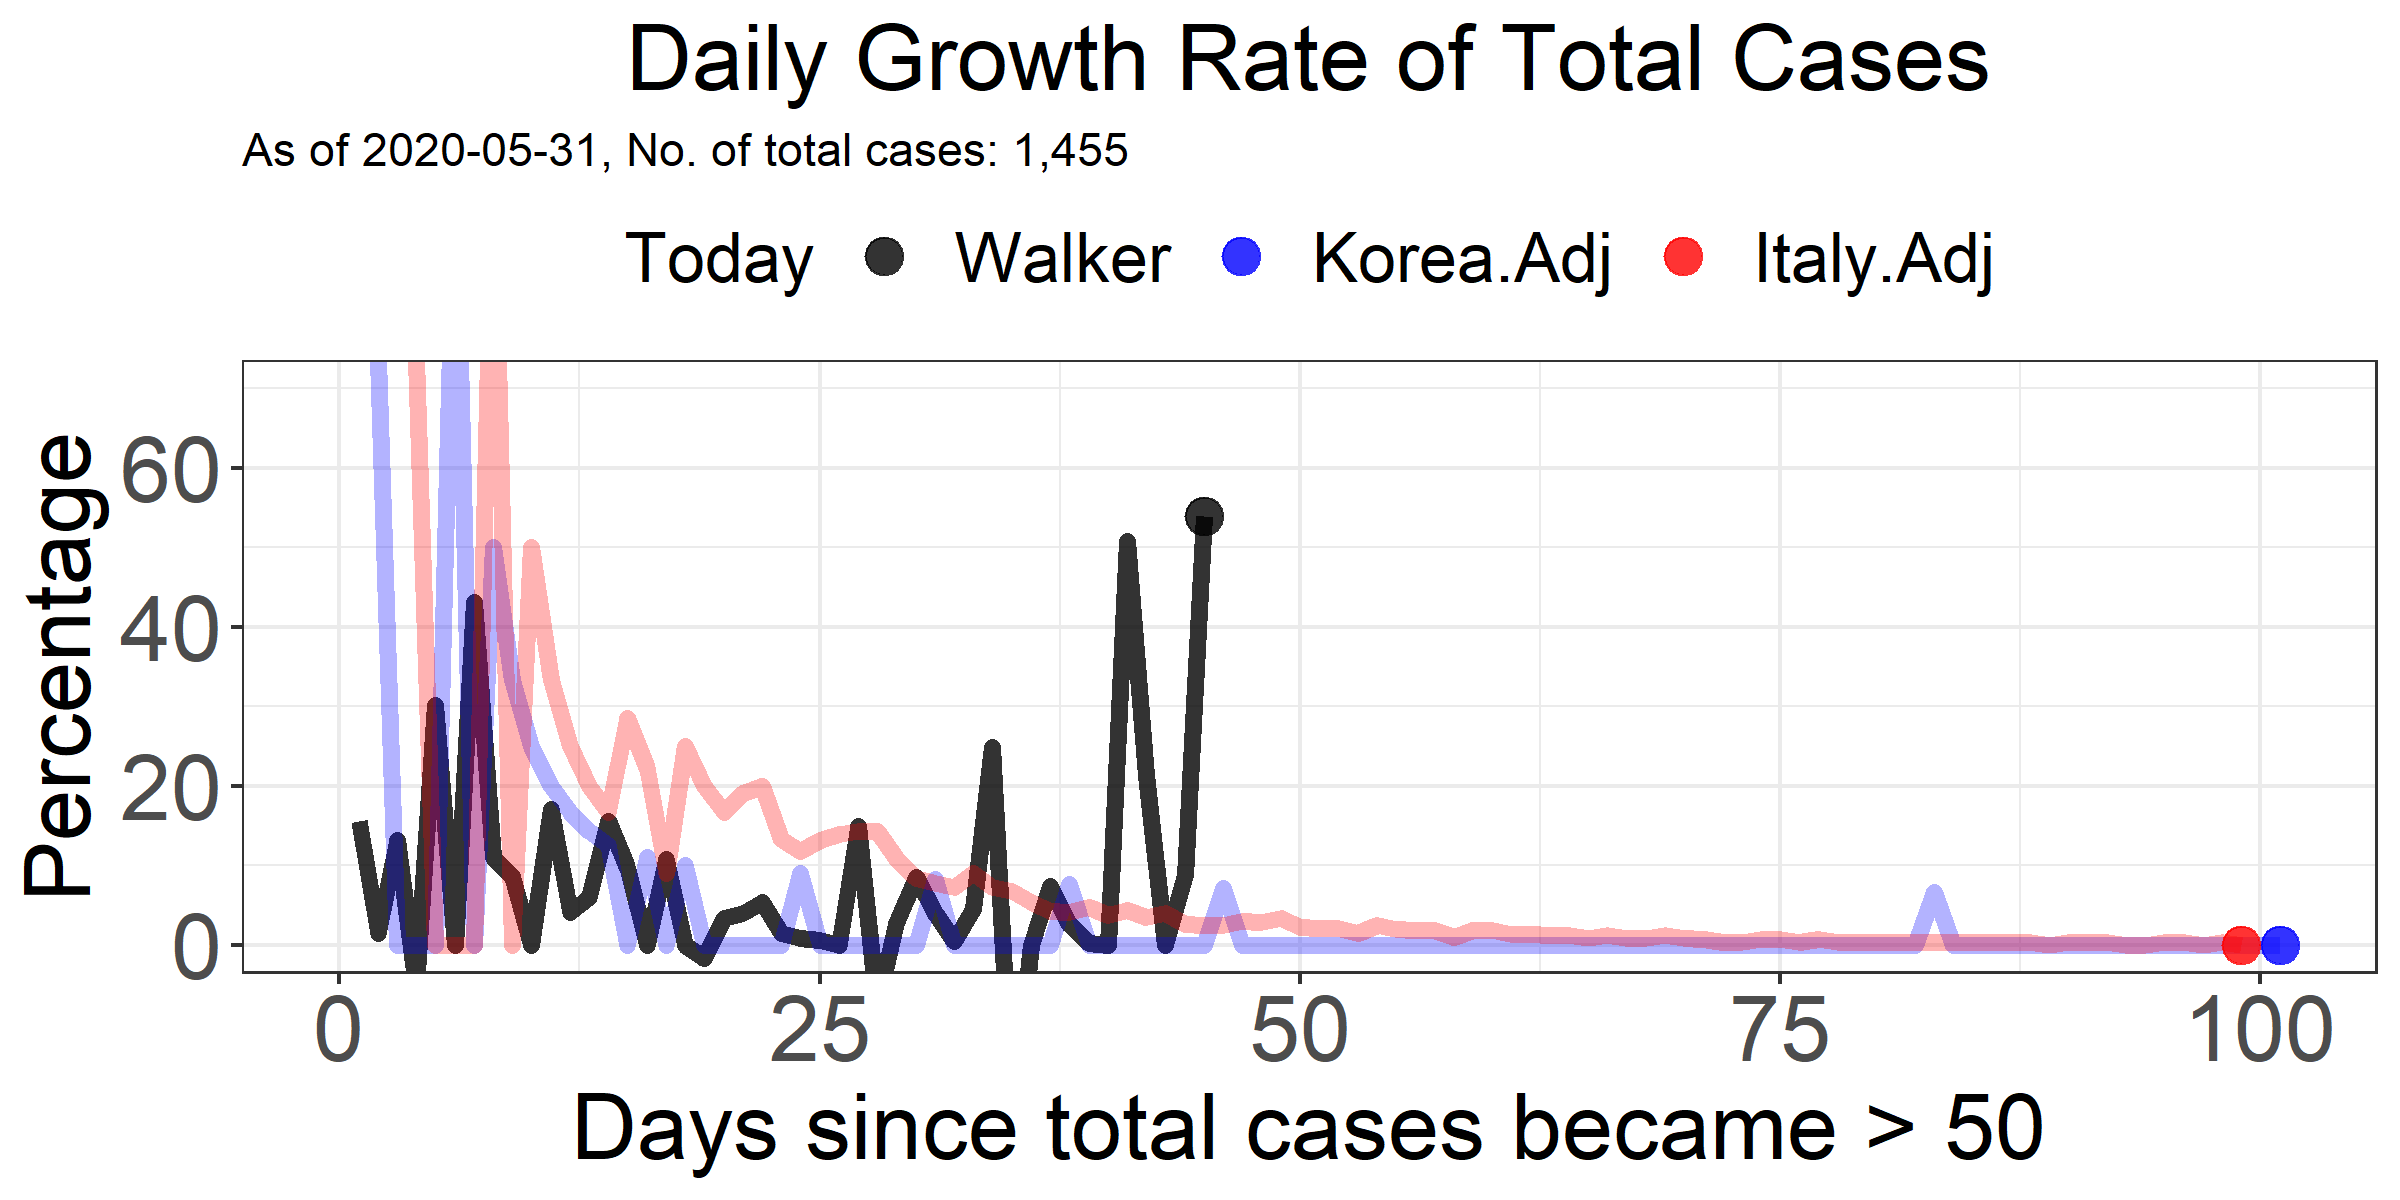 Daily Growth Rate of Total Cases
As of 2020-05-31, No. of total cases: 1,455
Today Walker Korea.Adj Italy.Adj
Percentage
60
40
20
0
0 25 50 75 100
Days since total cases became > 50